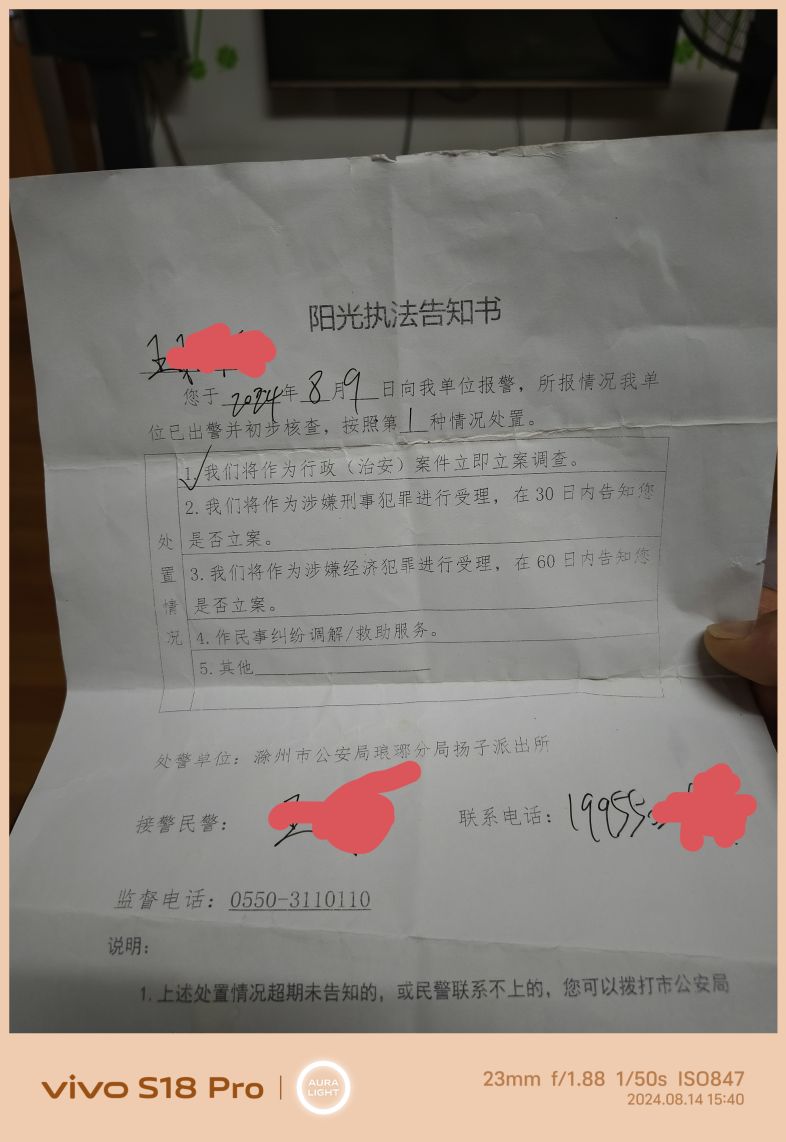 阳光执法告知书
王
您于2024年8月9日向我单位报警，所报情况我单
位已出警并初步核查，按照第1种情况处置。
处置情况
1.我们将作为行政（治安）案件立即立案调查。
2.我们将作为涉嫌刑事犯罪进行受理，在30日内告知您
是否立案。
3.我们将作为涉嫌经济犯罪进行受理，在60日内告知您
是否立案。
4.作民事纠纷调解/救助服务。
5.其他
处警单位：滁州市公安局琅琊分局扬子派出所
接警民警：王 联系电话：19955
监督电话：0550-3110110
说明：
1.上述处置情况超期未告知的，或民警联系不上的，您可以拨打市公安局
vivo S18 Pro | AURA LIGHT 23mm f/1.88 1/50s ISO847
2024.08.14 15:40